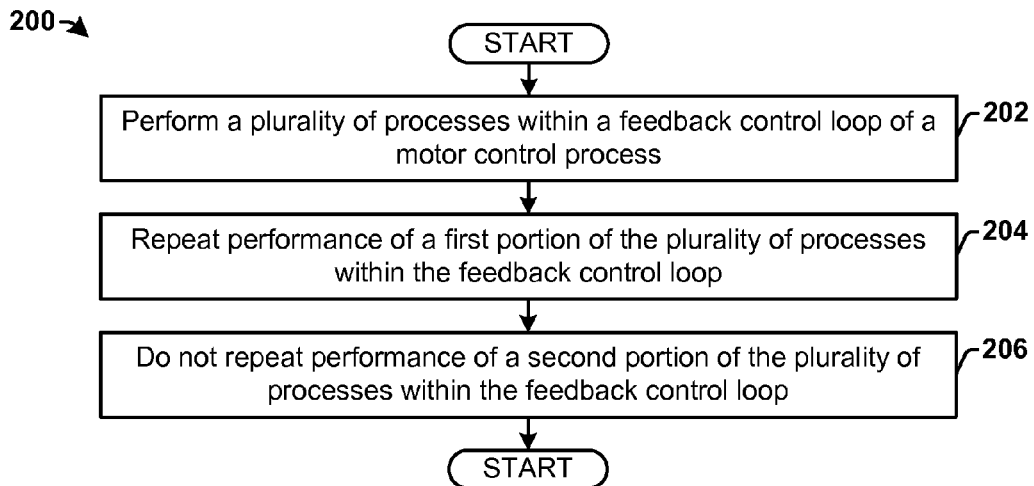 200
START
Perform a plurality of processes within a feedback control loop of a
motor control process
202
Repeat performance of a first portion of the plurality of processes
within the feedback control loop
204
Do not repeat performance of a second portion of the plurality of
processes within the feedback control loop
206
START